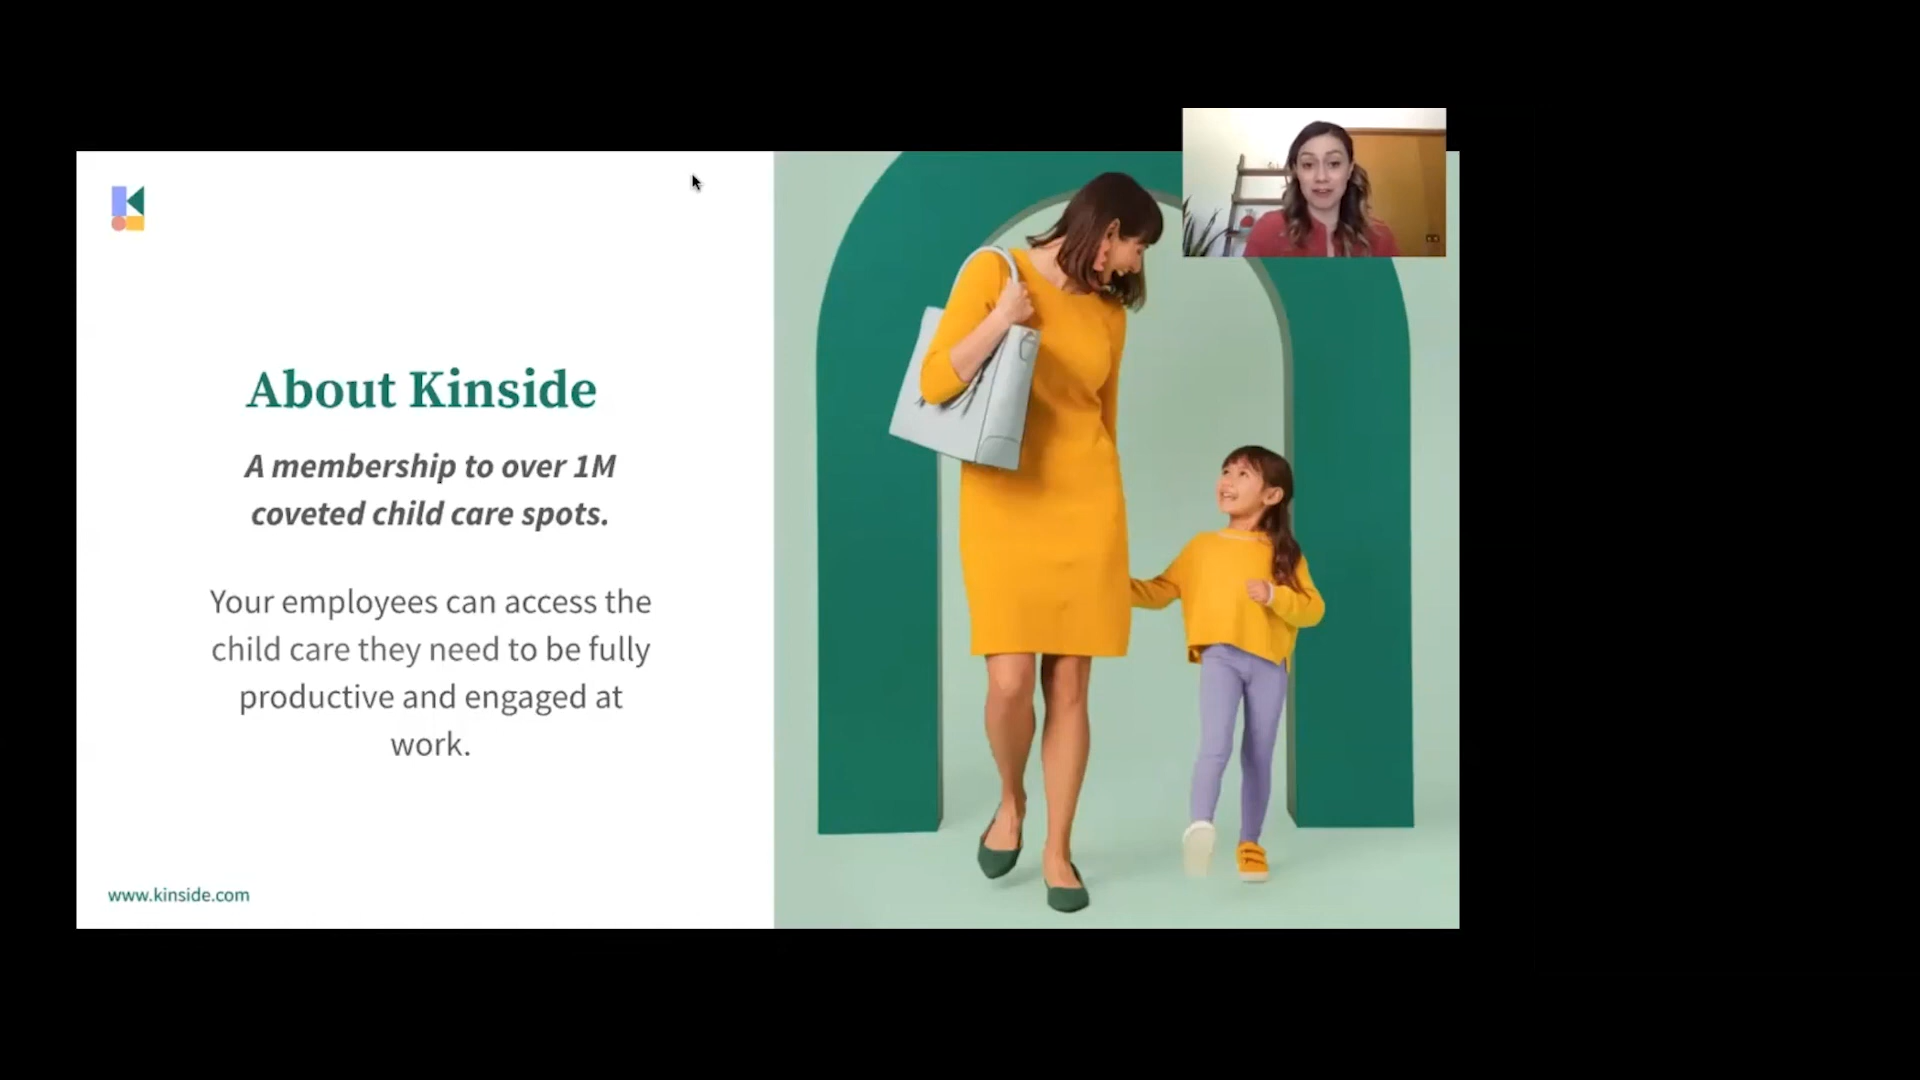 About Kinside
A membership to over 1M
coveted child care spots.
Your employees can access the
child care they need to be fully
productive and engaged at
work.
www.kinside.com